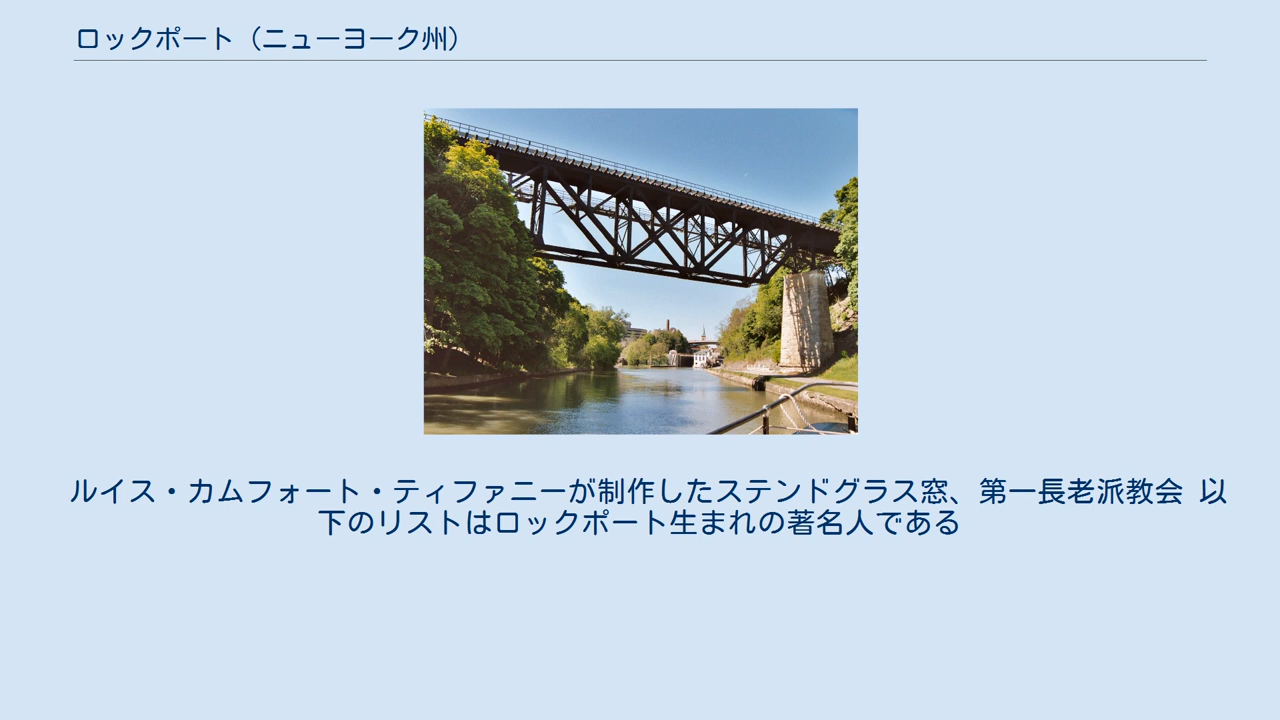 ロックポート（ニューヨーク州）
ルイス・カムフォート・ティファニーが制作したステンドグラス窓、第一長老派教会 以
下のリストはロックポート生まれの著名人である